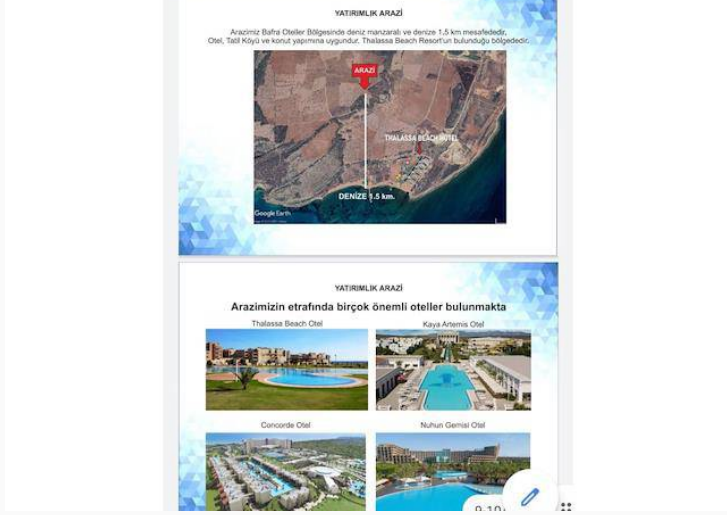 YATIRIMLIK ARAZİ
Arazimiz Bafra Oteller Bölgesinde deniz manzaralı ve denize 1,5 km mesafededir,
Otel, Tatil Köyü ve konut yapımına uygundur. Thalassa Beach Resort'un bulunduğu bölgededir.
ARAZİ
THALASSA BEACH HOTEL
DENİZE 1.5 km.
Google Earth
YATIRIMLIK ARAZİ
Arazimizin etrafında birçok önemli oteller bulunmakta
Thalassa Beach Otel
Kaya Artemis Otel
Concorde Otel
Nuhun Gemisi Otel